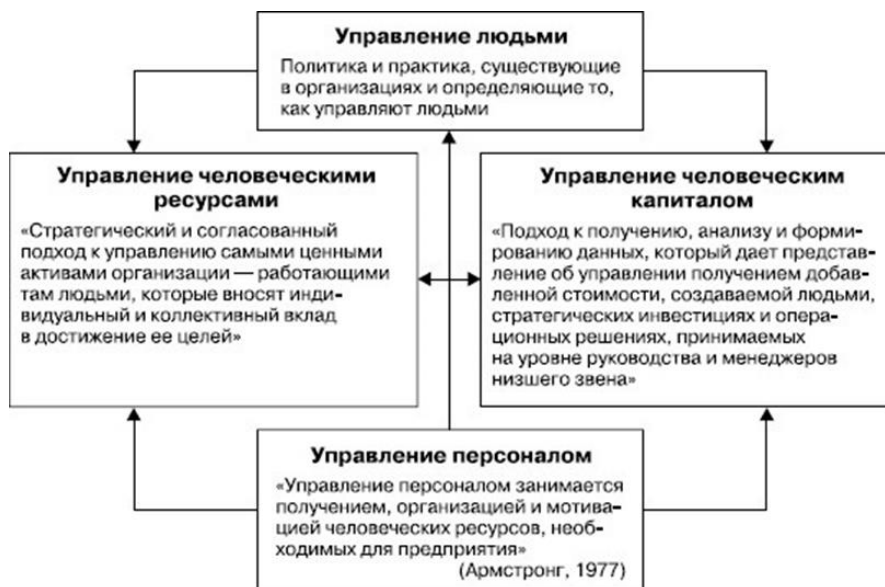 Управление людьми
Политика и практика, существующие
в организациях и определяющие то,
как управляют людьми
Управление человеческими
ресурсами
«Стратегический и согласованный
подход к управлению самыми ценными
активами организации — работающими
там людьми, которые вносят инди-
видуальный и коллективный вклад
в достижение ее целей»
Управление человеческим
капиталом
«Подход к получению, анализу и форми-
рованию данных, который дает представ-
ление об управлении получением добав-
ленной стоимости, создаваемой людьми,
стратегических инвестициях и опера-
ционных решениях, принимаемых
на уровне руководства и менеджеров
низшего звена»
Управление персоналом
«Управление персоналом занимается
получением, организацией и мотива-
цией человеческих ресурсов, необ-
ходимых для предприятия»
(Армстронг, 1977)